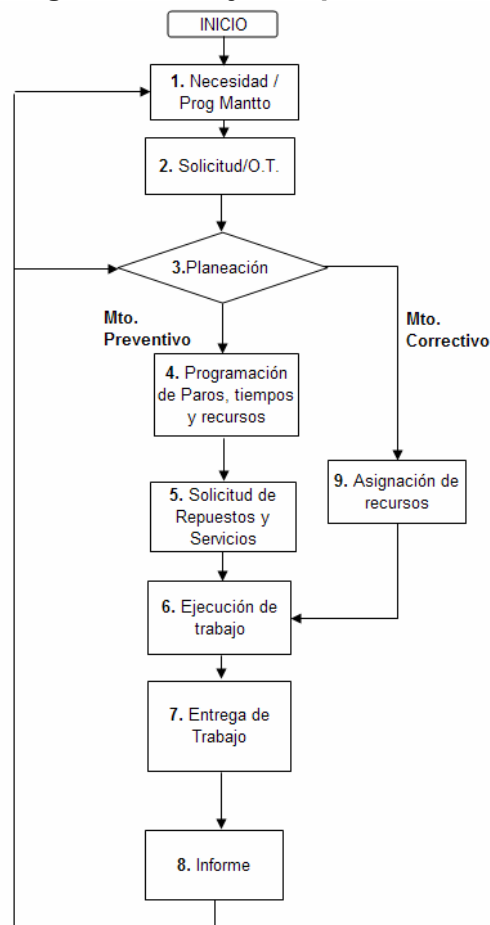 INICIO
1. Necesidad /
Prog Mantto
2. Solicitud/O.T.
3.Planeación
Mto.
Preventivo
Mto.
Correctivo
4. Programación
de Paros, tiempos
y recursos
9. Asignación de
recursos
5. Solicitud de
Repuestos y
Servicios
6. Ejecución de
trabajo
7. Entrega de
Trabajo
8. Informe